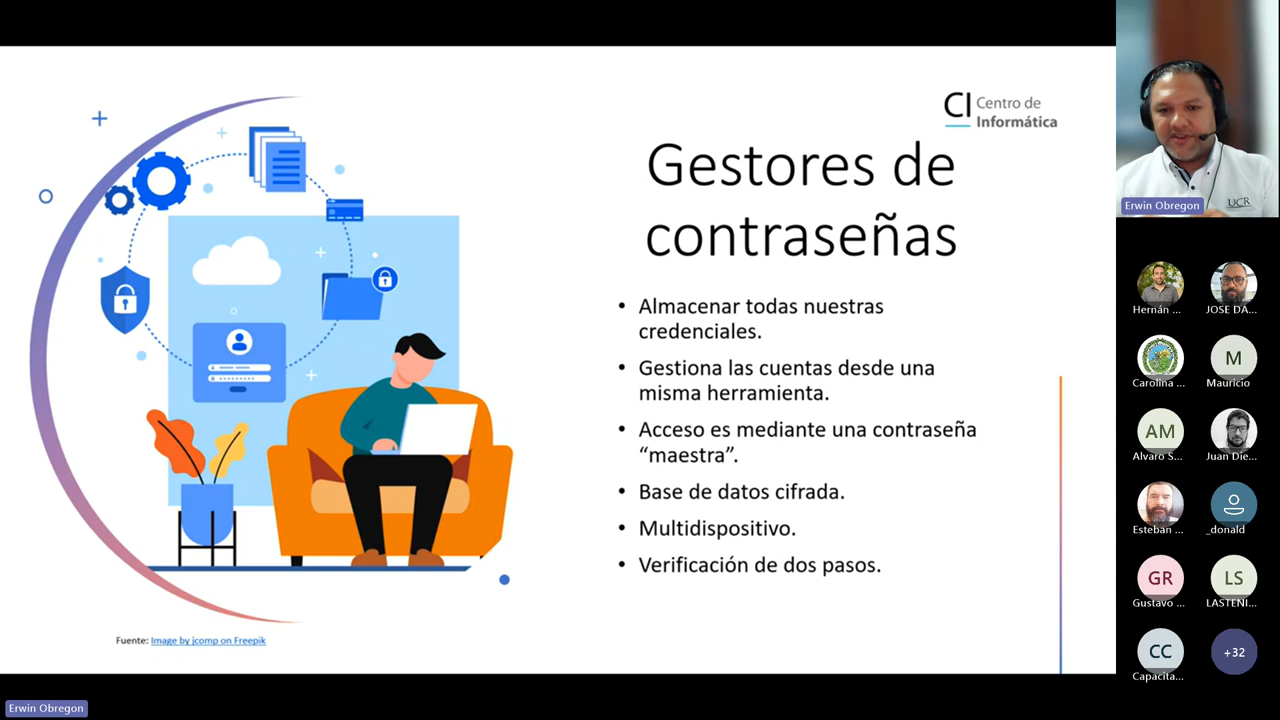 CI Centro de
Informática
Gestores de
contraseñas
• Almacenar todas nuestras
credenciales.
• Gestiona las cuentas desde una
misma herramienta.
• Acceso es mediante una contraseña
“maestra”.
• Base de datos cifrada.
• Multidispositivo.
• Verificación de dos pasos.
Fuente: Image by jcomp on Freepik
Erwin Obregon
UCR
Erwin Obregon
Hernán ...
JOSE DA...
Carolina ...
M
Mauricio
AM
Alvaro S...
Juan Die...
Esteban ...
_donald
GR
Gustavo ...
LS
LASTENI...
CC
Capacita...
+32